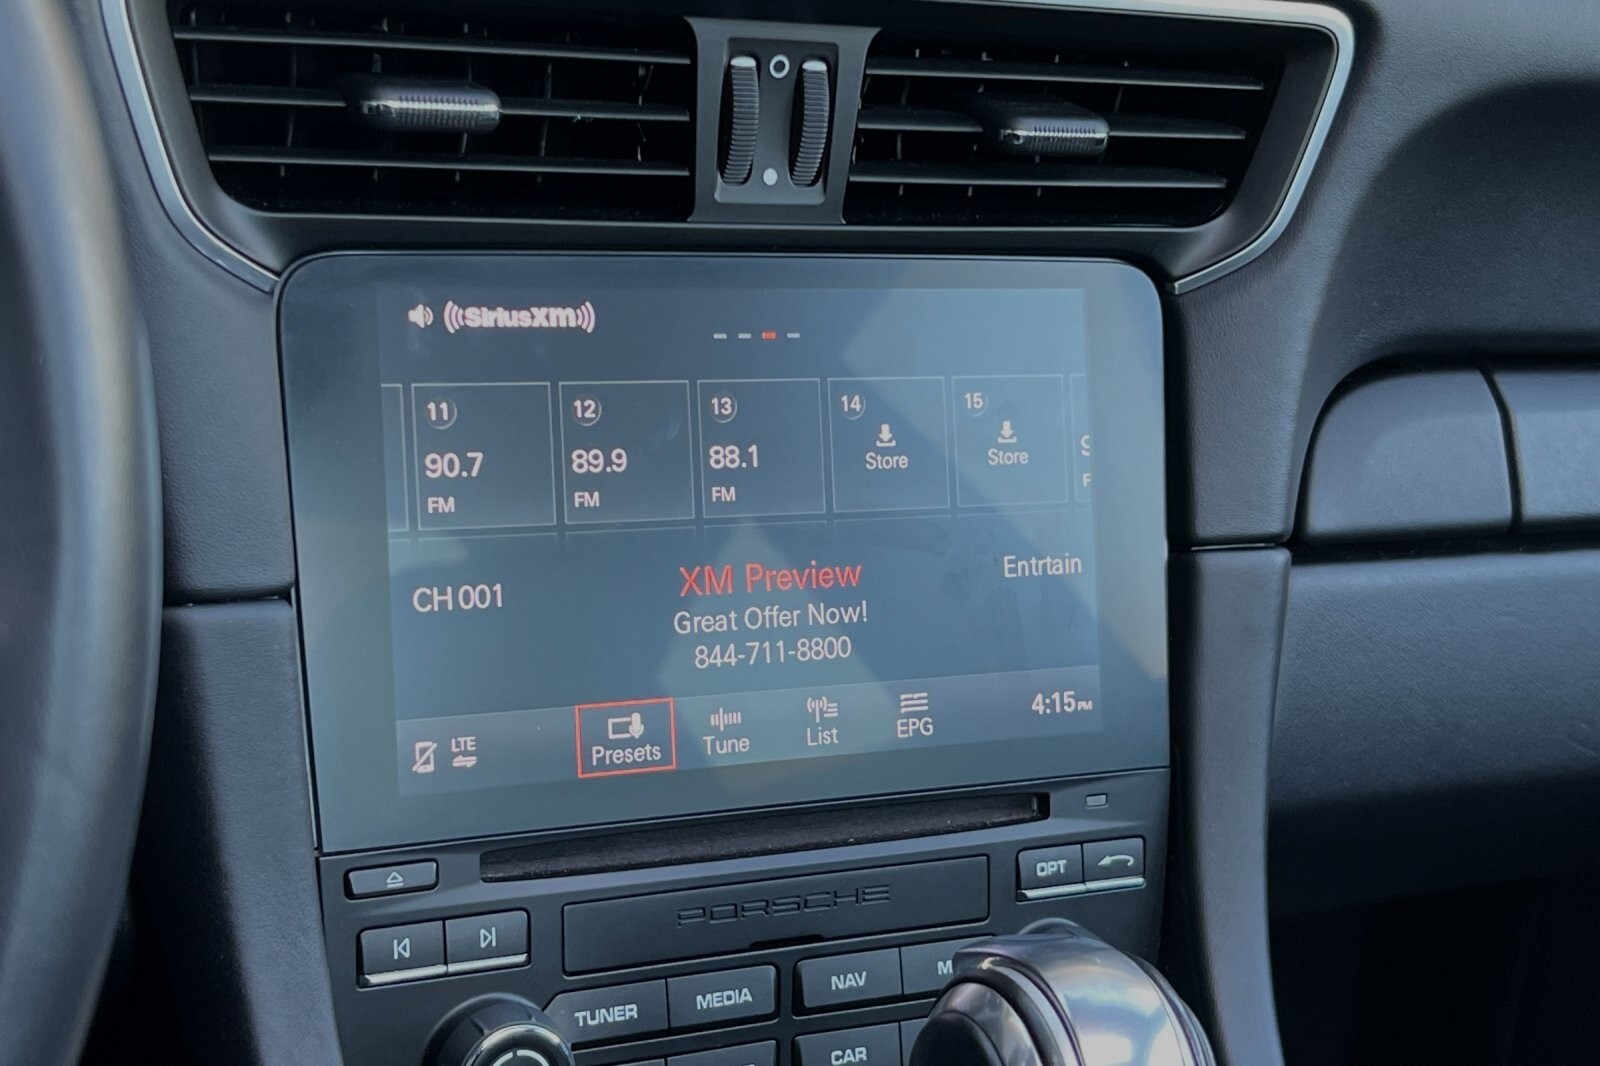 SiriusXM
11
12
13
14
15
90.7
89.9
88.1
Store
Store
FM
FM
FM
CH 001
XM Preview
Entrtain
Great Offer Now!
844-711-8800
LTE
Presets
Tune
List
EPG
4:15PM
OPT
PORSCHE
TUNER
MEDIA
NAV
CAR